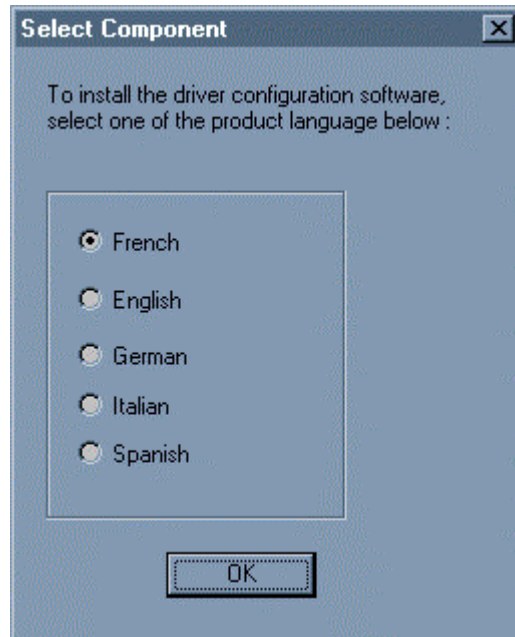 Select Component
To install the driver configuration software,
select one of the product language below :
French
English
German
Italian
Spanish
OK